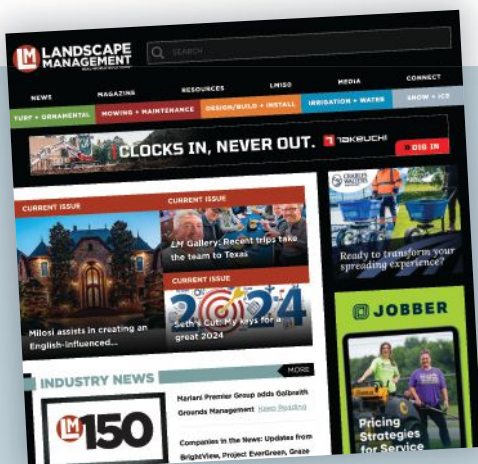 LM LANDSCAPE
MANAGEMENT
SEARCH
NEWS
MAGAZINE
RESOURCES
LM150
MEDIA
CONNECT
TURF + ORNAMENTAL
MOWING + MAINTENANCE
DESIGN/BUILD + INSTALL
IRRIGATION + WATER
SNOW + ICE
CLOCKS IN, NEVER OUT.
TAKEUCHI
DIG IN
CURRENT ISSUE
Milosi assists in creating an
English-influenced...
CURRENT ISSUE
LM Gallery: Recent trips take
the team to Texas
CURRENT ISSUE
2024
Seth's Cut: My keys for a
great 2024
CHARLES
WALTERS
Ready to transform your
spreading experience?
JOBBER
Pricing
Strategies
for Service
INDUSTRY NEWS
MORE
LM150
Mariani Premier Group adds Galbraith
Grounds Management Keep Reading
Companies in the News: Updates from
BrightView, Project EverGreen, Graze